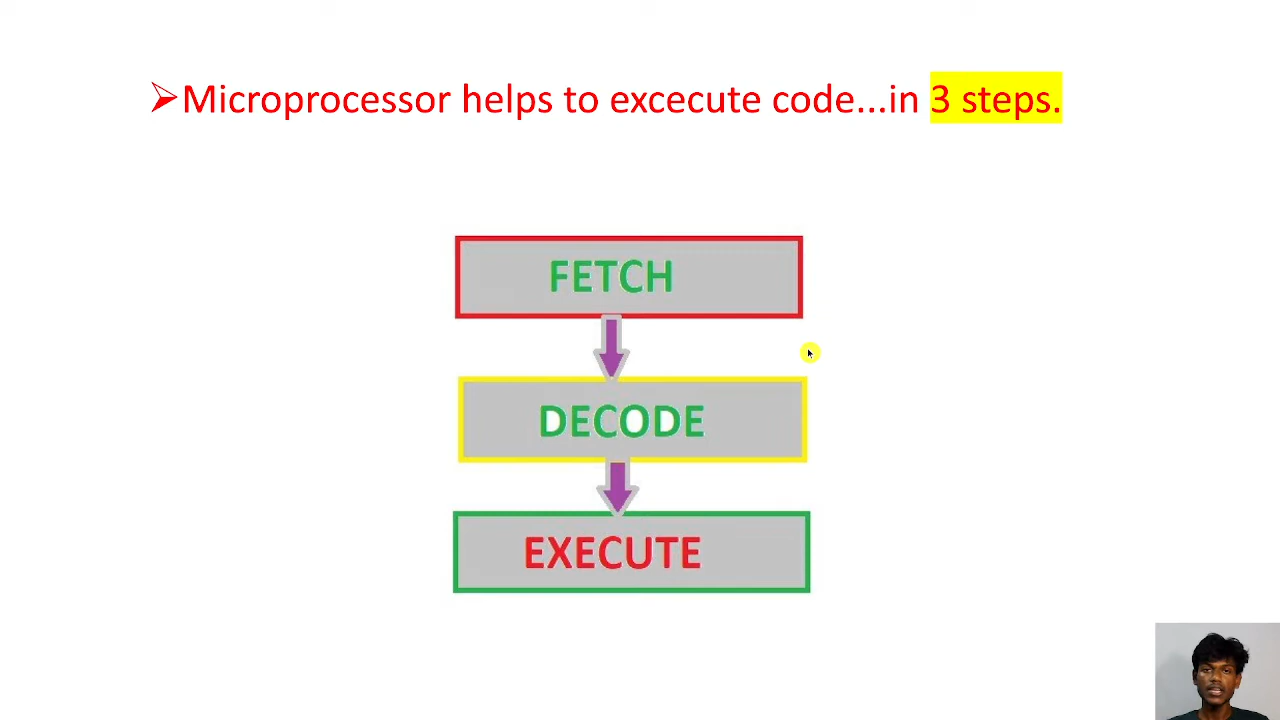 ➢Microprocessor helps to excecute code...in 3 steps.
FETCH
DECODE
EXECUTE